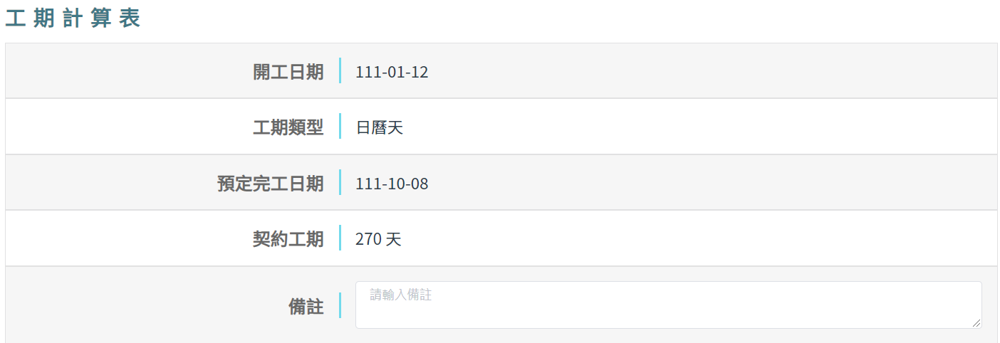 工期計算表
開工日期 111-01-12
工期類型 日曆天
預定完工日期 111-10-08
契約工期 270 天
備註 請輸入備註